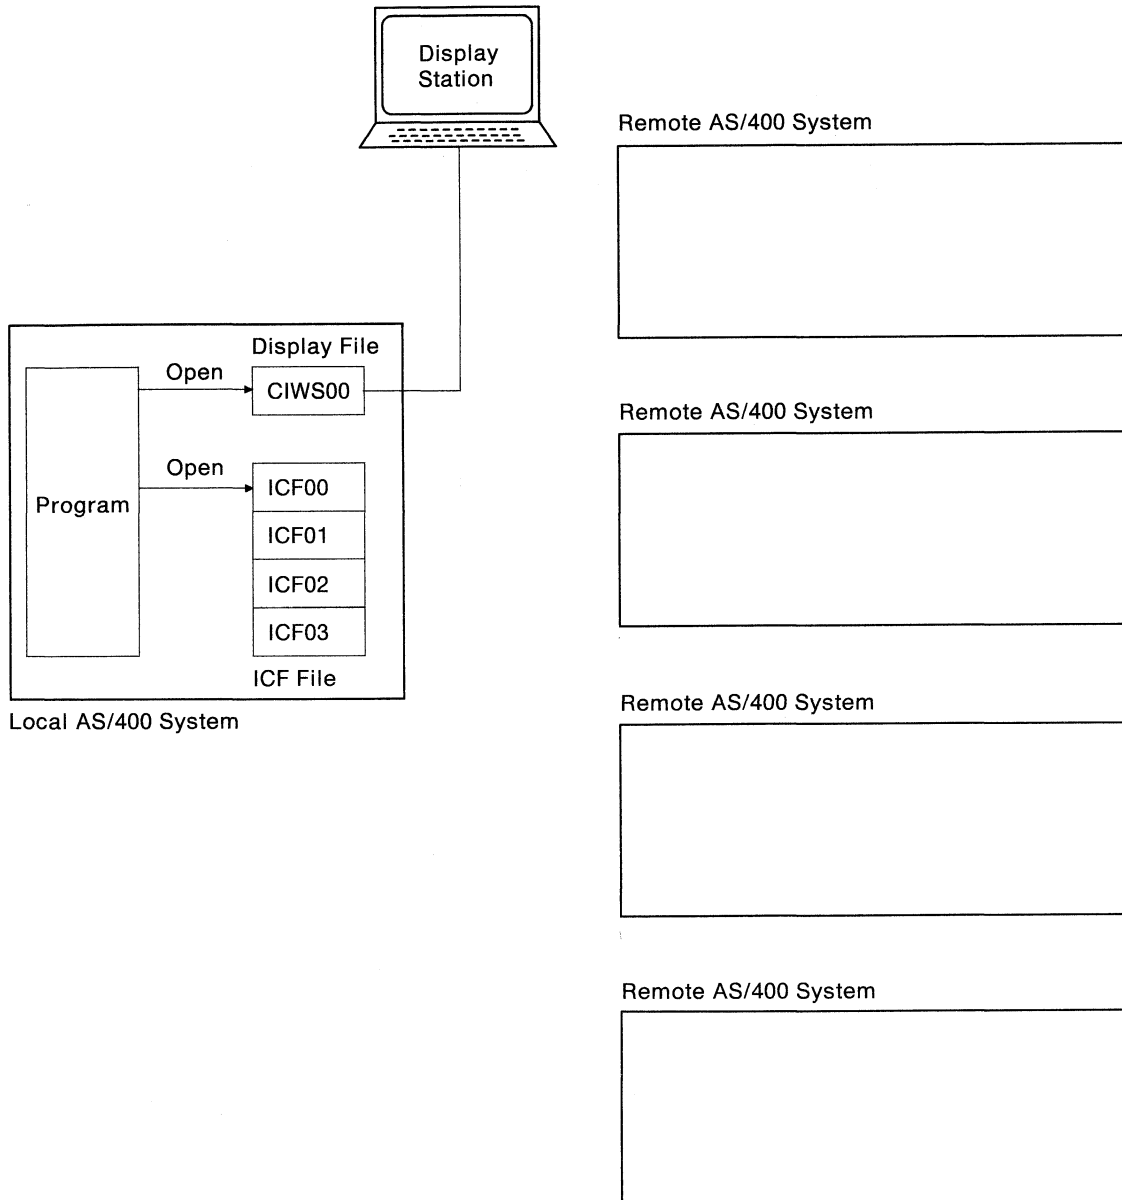 Display
Station
Remote AS/400 System
Display File
Open
CIWS00
Remote AS/400 System
Open
ICF00
Program
ICF01
ICF02
ICF03
ICF File
Local AS/400 System
Remote AS/400 System
Remote AS/400 System